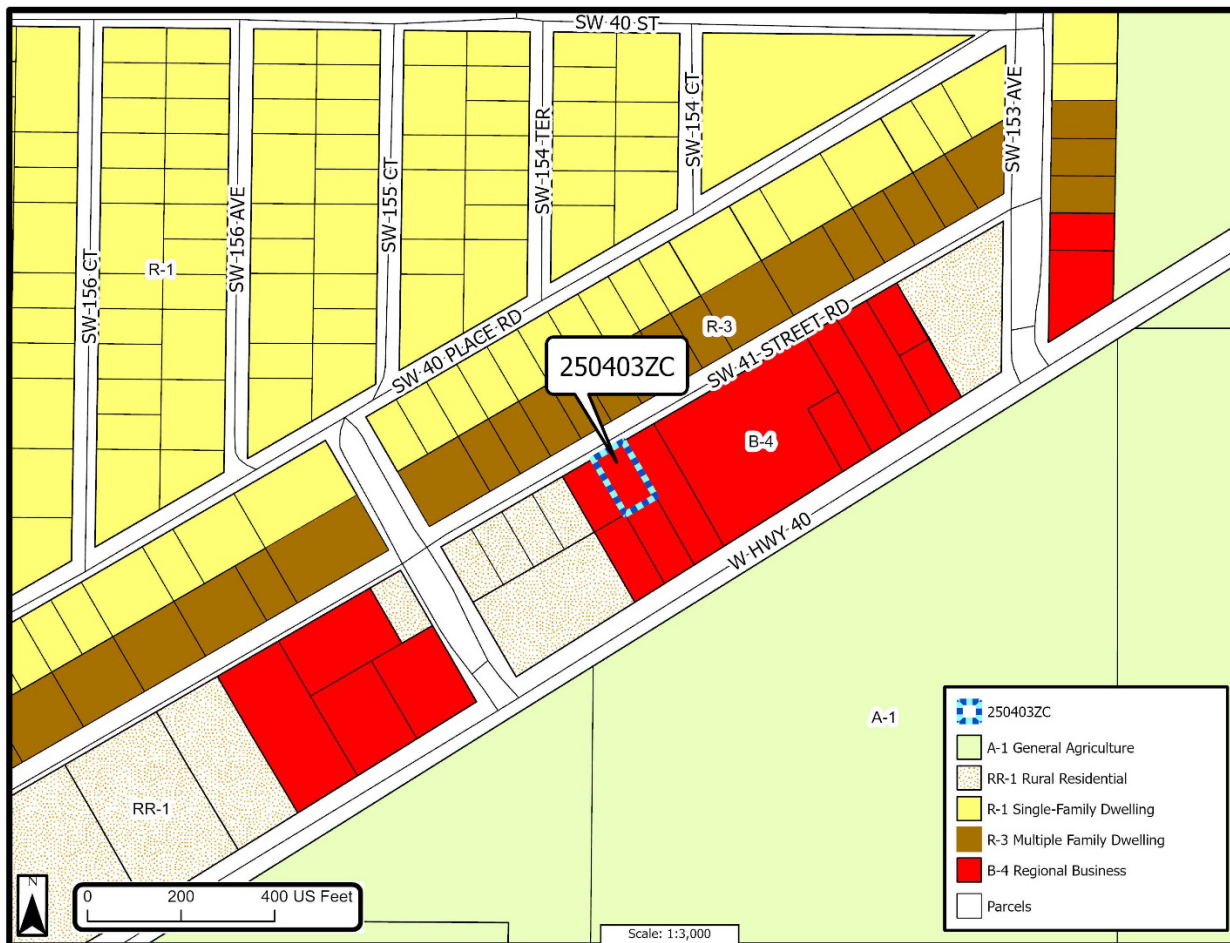 SW 40 ST
SW 156 CT
SW 156 AVE
SW 155 CT
SW 154 TER
SW 154 CT
SW 153 AVE
R-1
SW 40 PLACE RD
R-3
SW 41 STREET RD
250403ZC
B-4
W HWY 40
A-1
RR-1
N
0 200 400 US Feet
Scale: 1:3,000
250403ZC
A-1 General Agriculture
RR-1 Rural Residential
R-1 Single-Family Dwelling
R-3 Multiple Family Dwelling
B-4 Regional Business
Parcels